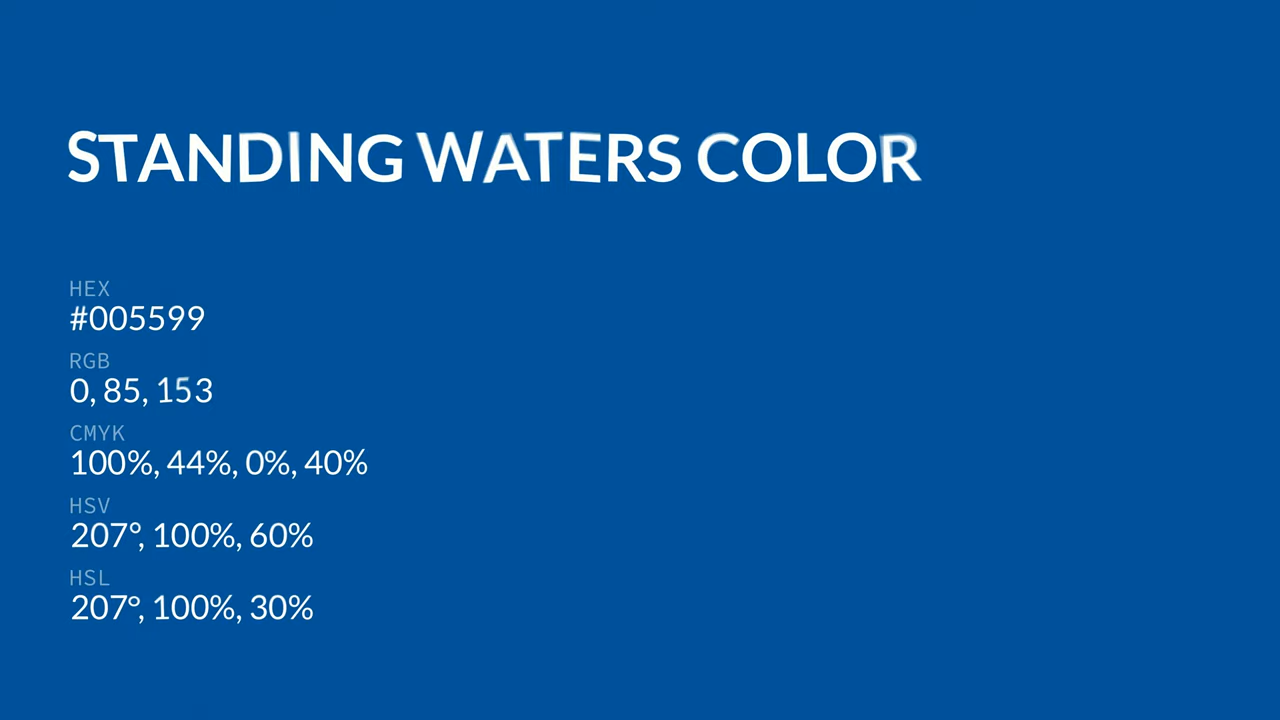 STANDING WATERS COLOR
HEX
#005599
RGB
0, 85, 153
CMYK
100%, 44%, 0%, 40%
HSV
207°, 100%, 60%
HSL
207°, 100%, 30%